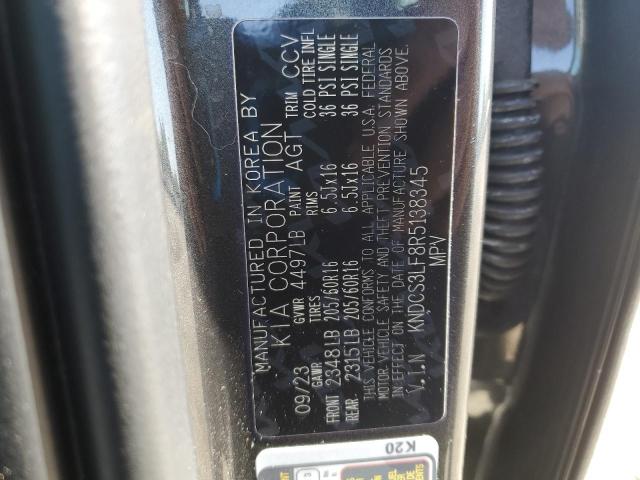 MANUFACTURED IN KOREA BY
KIA CORPORATION
09/23 GVWR 4497LB PAINT AGT TRIM CCV
GAWR TIRES RIMS COLD TIRE INFL
FRONT 2348LB 205/60R16 6.5Jx16 36 PSI SINGLE
REAR. 2315LB 205/60R16 6.5Jx16 36 PSI SINGLE
THIS VEHICLE CONFORMS TO ALL APPLICABLE U.S.A. FEDERAL
MOTOR VEHICLE SAFETY AND THEFT PREVENTION STANDARDS
IN EFFECT ON THE DATE OF MANUFACTURE SHOWN ABOVE.
V.I.N KNDCS3LF8R5138345
MPV
K20